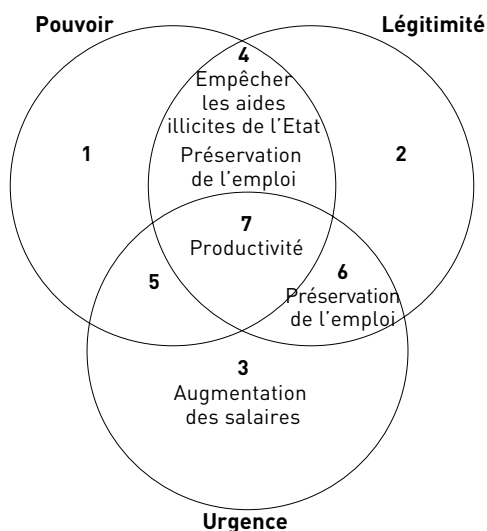 Pouvoir
Légitimité
4
Empêcher
les aides
illicites de l'Etat
Préservation
de l'emploi
1
2
7
Productivité
5
6
Préservation
de l'emploi
3
Augmentation
des salaires
Urgence